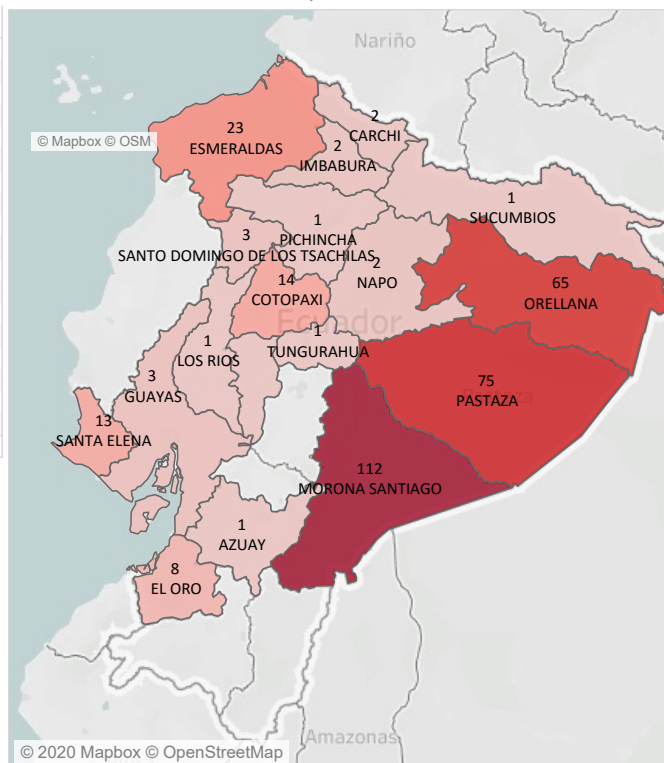 Nariño
2
CARCHI
© Mapbox © OSM
23
ESMERALDAS
2
IMBABURA
1
SUCUMBIOS
1
PICHINCHA
3
SANTO DOMINGO DE LOS TSACHILAS
2
NAPO
14
COTOPAXI
65
ORELLANA
Ecuador
1
TUNGURAHUA
1
LOS RIOS
3
GUAYAS
75
PASTAZA
13
SANTA ELENA
112
MORONA SANTIAGO
1
AZUAY
8
EL ORO
Amazonas
© 2020 Mapbox © OpenStreetMap